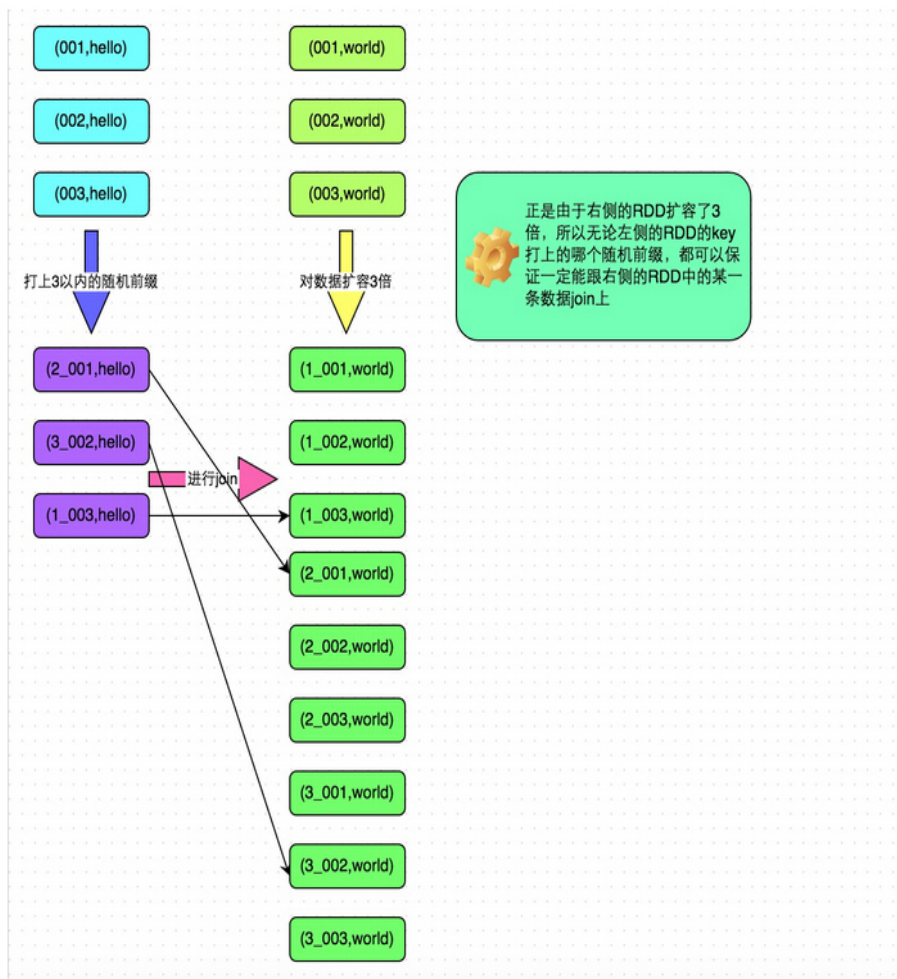 (001,hello)
(001,world)
(002,hello)
(002,world)
(003,hello)
(003,world)
正是由于右侧的RDD扩容了3
倍，所以无论左侧的RDD的key
打上的哪个随机前缀，都可以保
证一定能跟右侧的RDD中的某一
条数据join上
打上3以内的随机前缀
对数据扩容3倍
(2_001,hello)
(1_001,world)
(3_002,hello)
(1_002,world)
进行join
(1_003,hello)
(1_003,world)
(2_001,world)
(2_002,world)
(2_003,world)
(3_001,world)
(3_002,world)
(3_003,world)